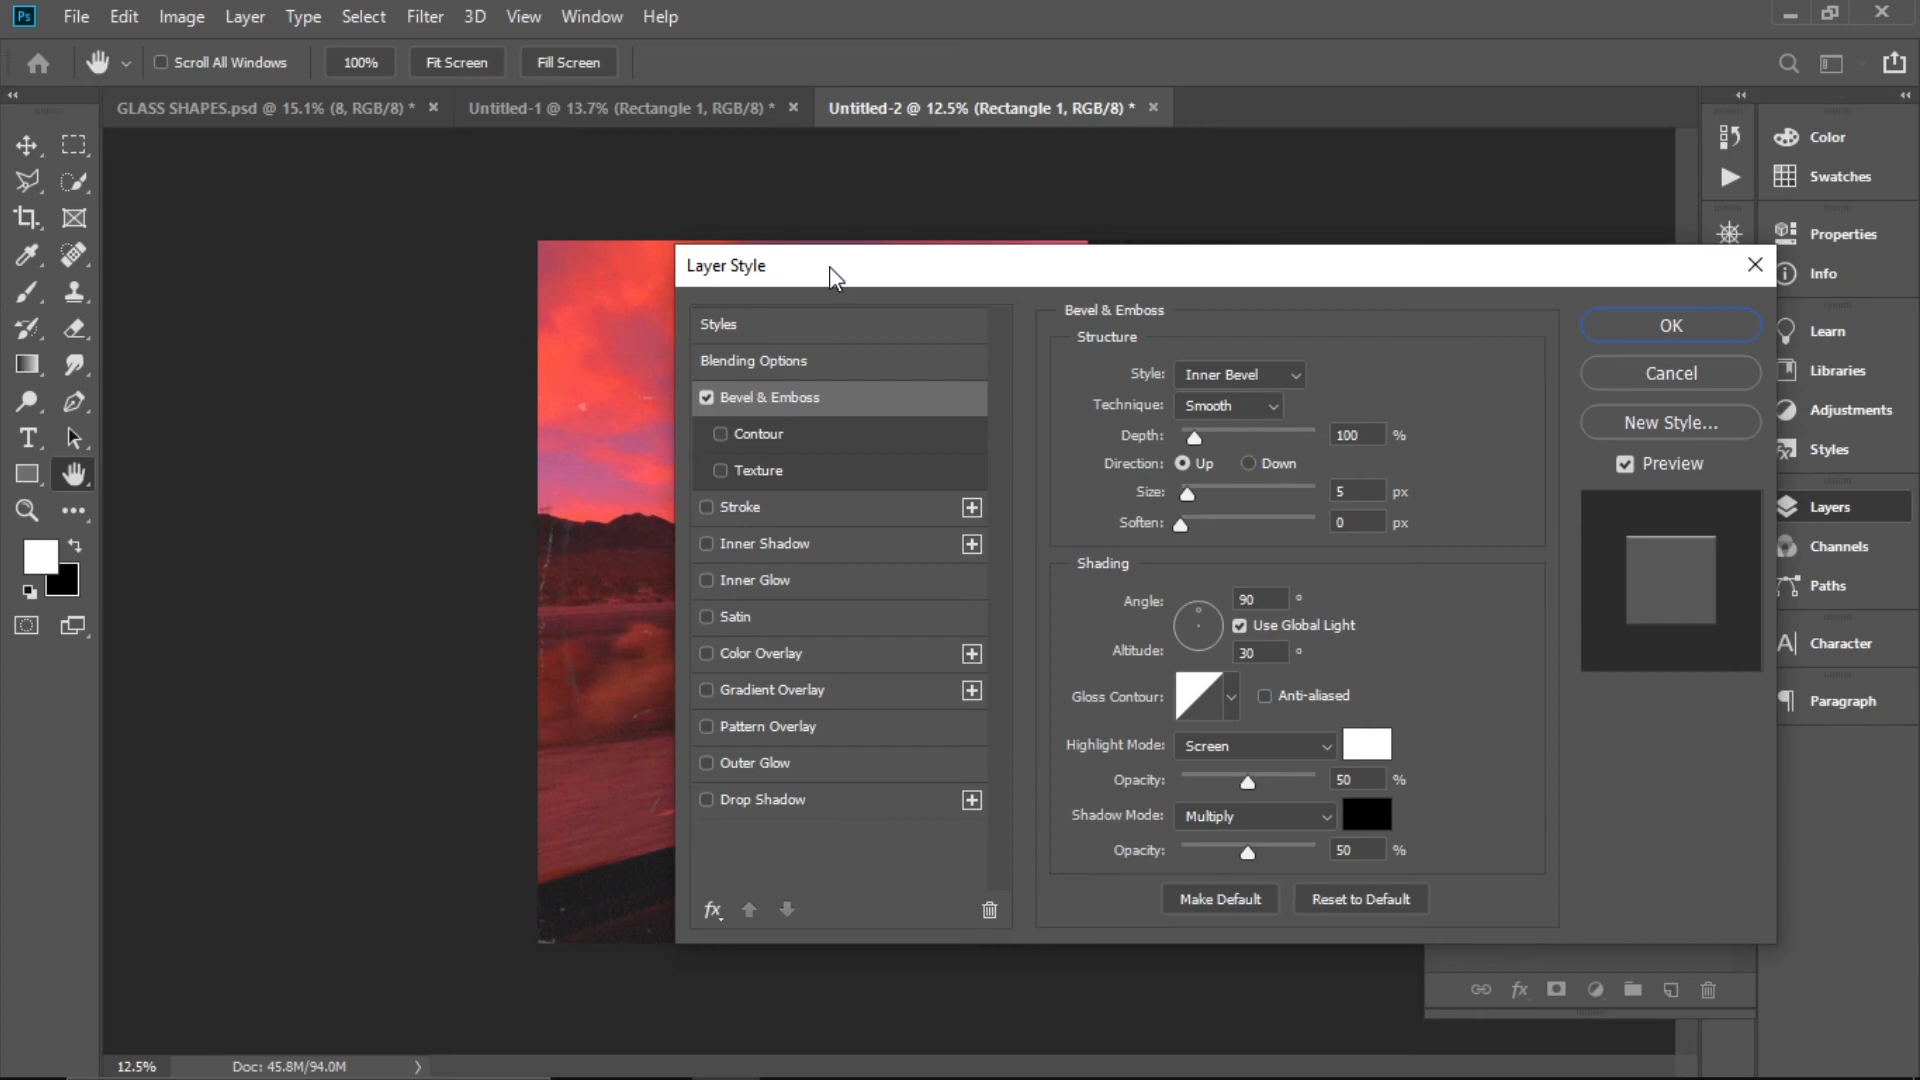 Ps File Edit Image Layer Type Select Filter 3D View Window Help
Scroll All Windows 100% Fit Screen Fill Screen
GLASS SHAPES.psd @ 15.1% (8, RGB/8) * Untitled-1 @ 13.7% (Rectangle 1, RGB/8) * Untitled-2 @ 12.5% (Rectangle 1, RGB/8) *
Color
Swatches
Properties
Info
Learn
Libraries
Adjustments
Styles
Layers
Channels
Paths
Character
Paragraph
Layer Style
Styles
Blending Options
Bevel & Emboss
Contour
Texture
Stroke
Inner Shadow
Inner Glow
Satin
Color Overlay
Gradient Overlay
Pattern Overlay
Outer Glow
Drop Shadow
fx
Bevel & Emboss
Structure
Style: Inner Bevel
Technique: Smooth
Depth: 100 %
Direction: Up Down
Size: 5 px
Soften: 0 px
Shading
Angle: 90 °
Use Global Light
Altitude: 30 °
Gloss Contour: Anti-aliased
Highlight Mode: Screen
Opacity: 50 %
Shadow Mode: Multiply
Opacity: 50 %
Make Default Reset to Default
OK
Cancel
New Style...
Preview
fx
12.5% Doc: 45.8M/94.0M